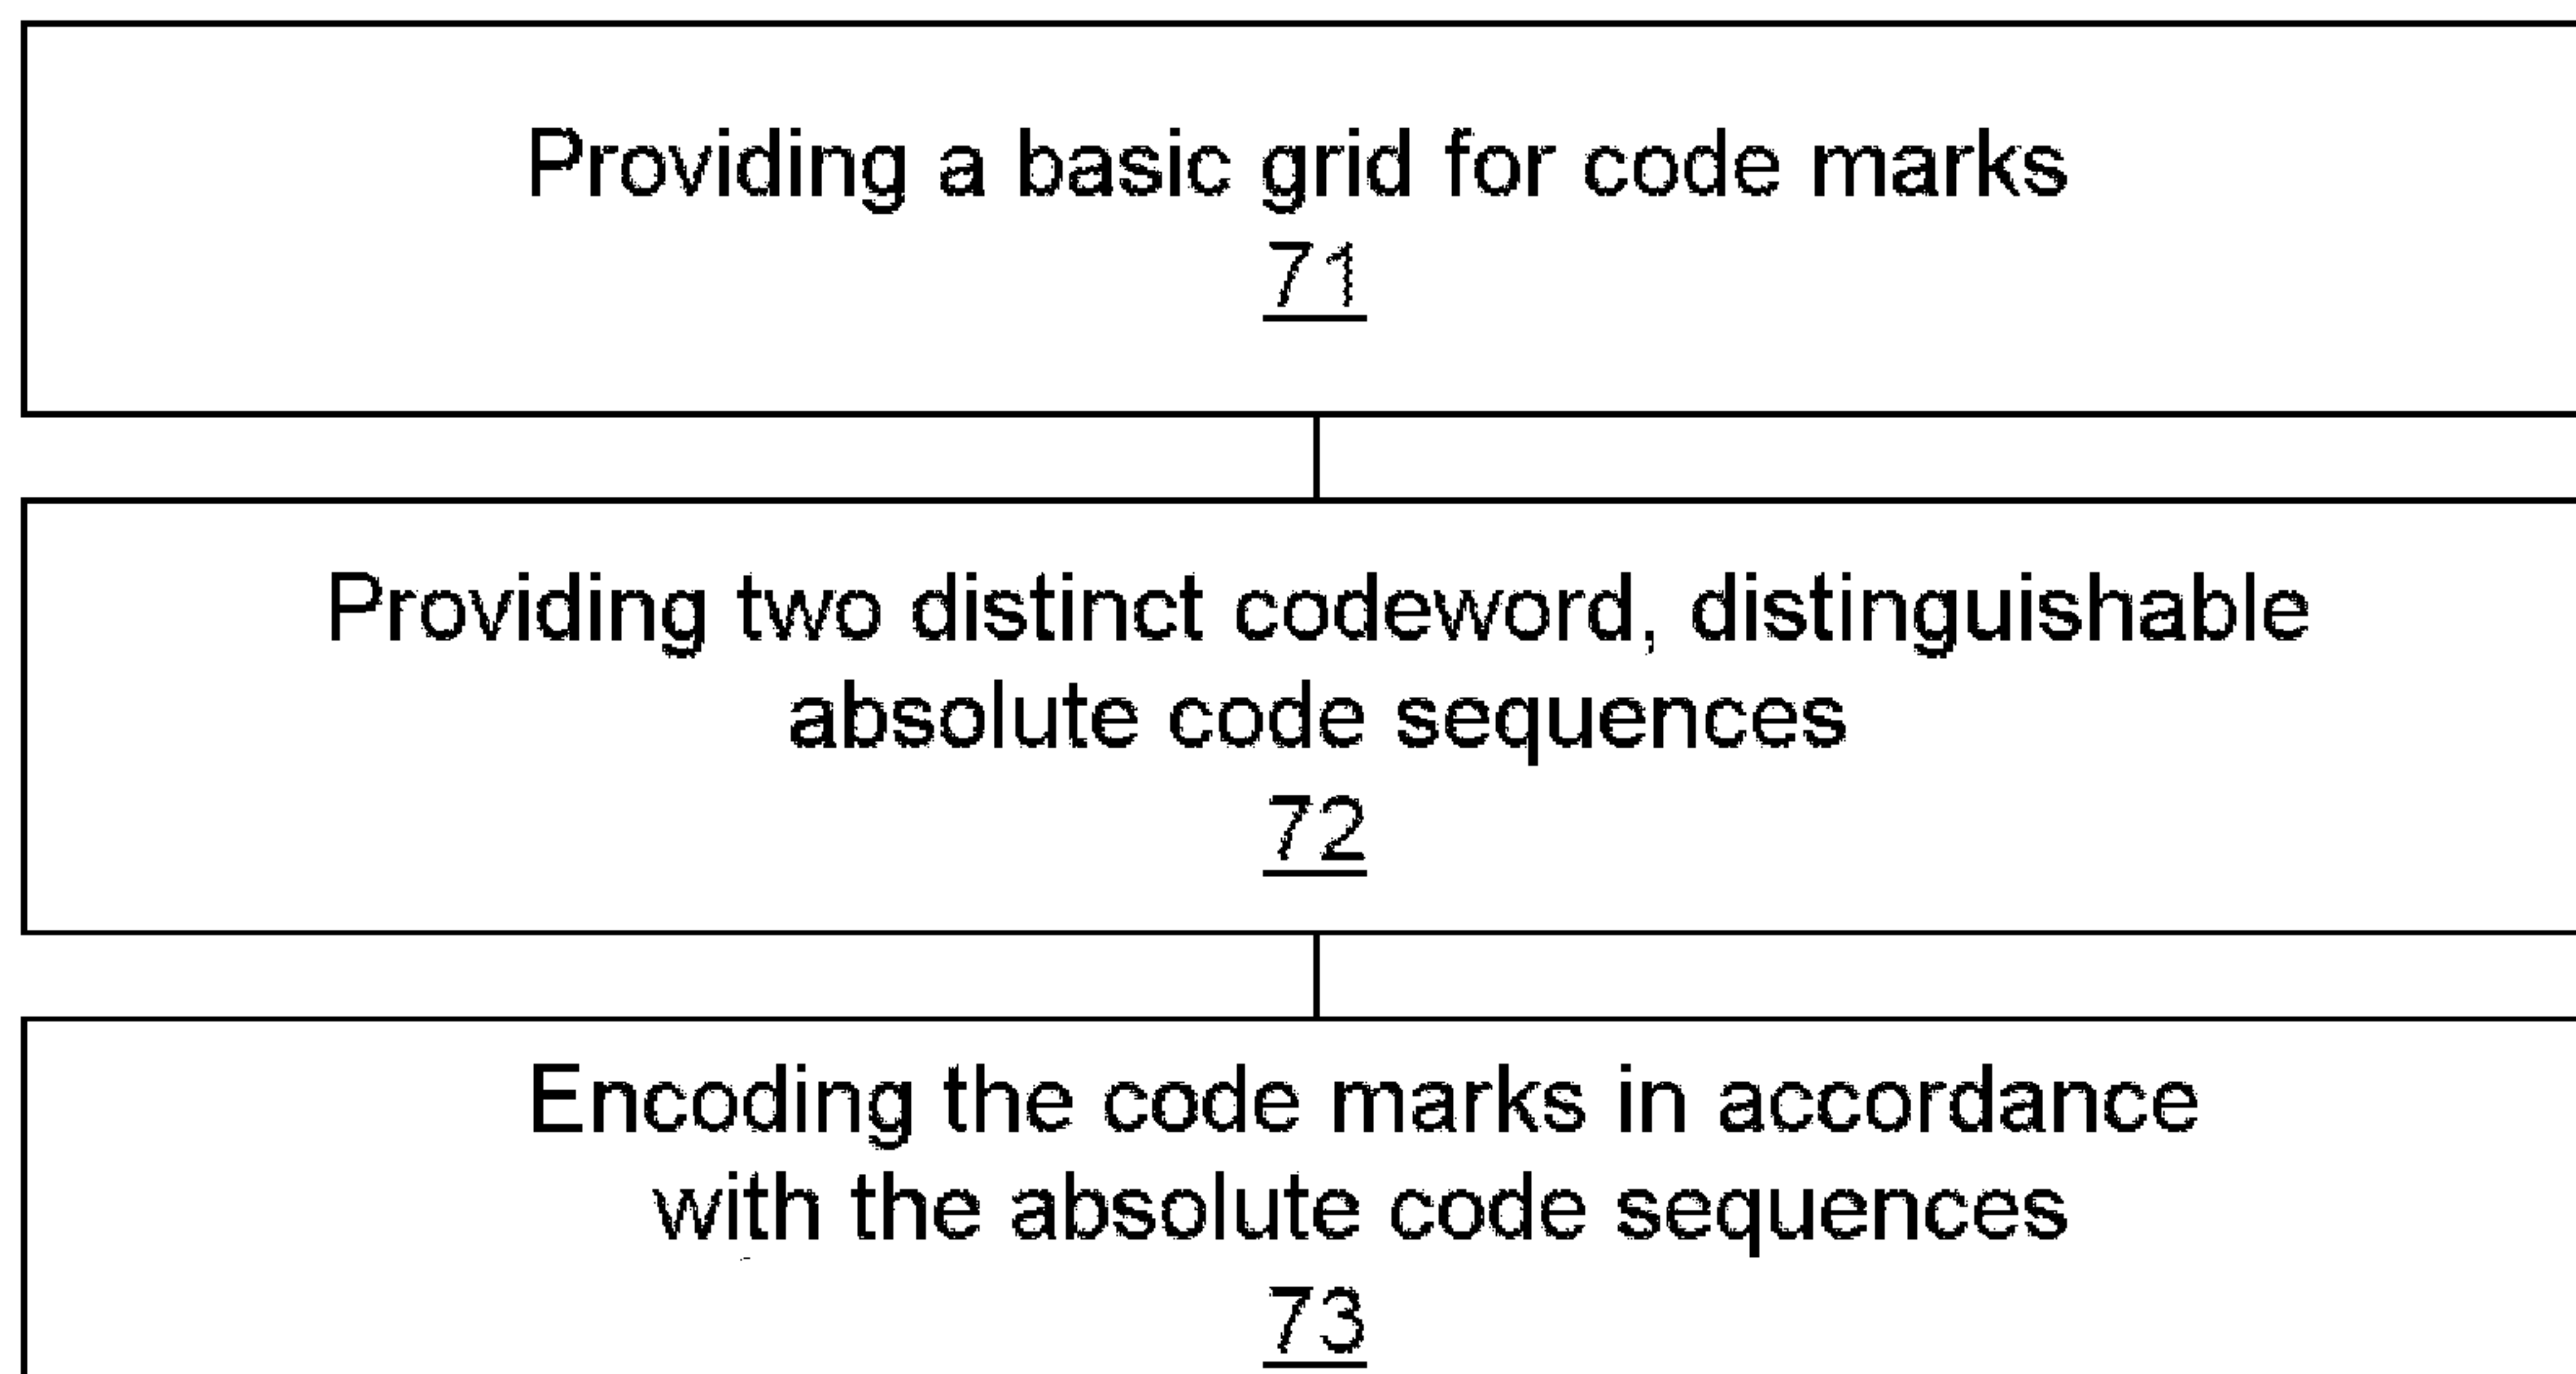 Providing a basic grid for code marks
71
Providing two distinct codeword, distinguishable
absolute code sequences
72
Encoding the code marks in accordance
with the absolute code sequences
73